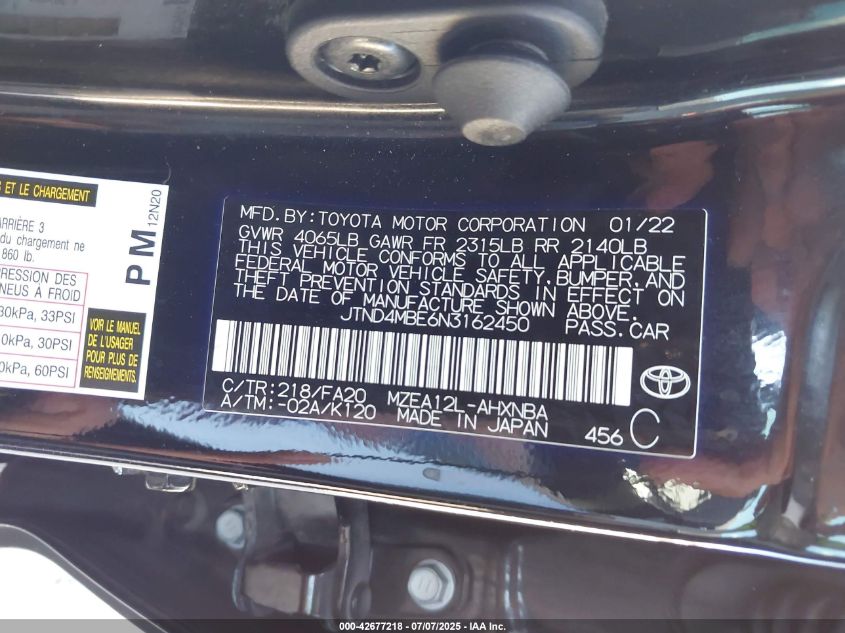 S ET LE CHARGEMENT
ARRIÈRE 3
du chargement ne
860 lb.
PRESSION DES
NEUS À FROID
30kPa, 33PSI
0kPa, 30PSI
0kPa, 60PSI
VOIR LE MANUEL
DE L'USAGER
POUR PLUS DE
RENSEIGNEMENTS.
PM
12N20
MFD.BY:TOYOTA MOTOR CORPORATION 01/22
GVWR 4065LB GAWR FR 2315LB RR 2140LB
THIS VEHICLE CONFORMS TO ALL APPLICABLE
FEDERAL MOTOR VEHICLE SAFETY,BUMPER,AND
THEFT PREVENTION STANDARDS IN EFFECT ON
THE DATE OF MANUFACTURE SHOWN ABOVE.
JTND4MBE6N3162450 PASS.CAR
C/TR:218/FA20 MZEA12L-AHXNBA
A/TM:-02A/K120 MADE IN JAPAN
456 C
000-42677218 - 07/07/2025 - IAA Inc.